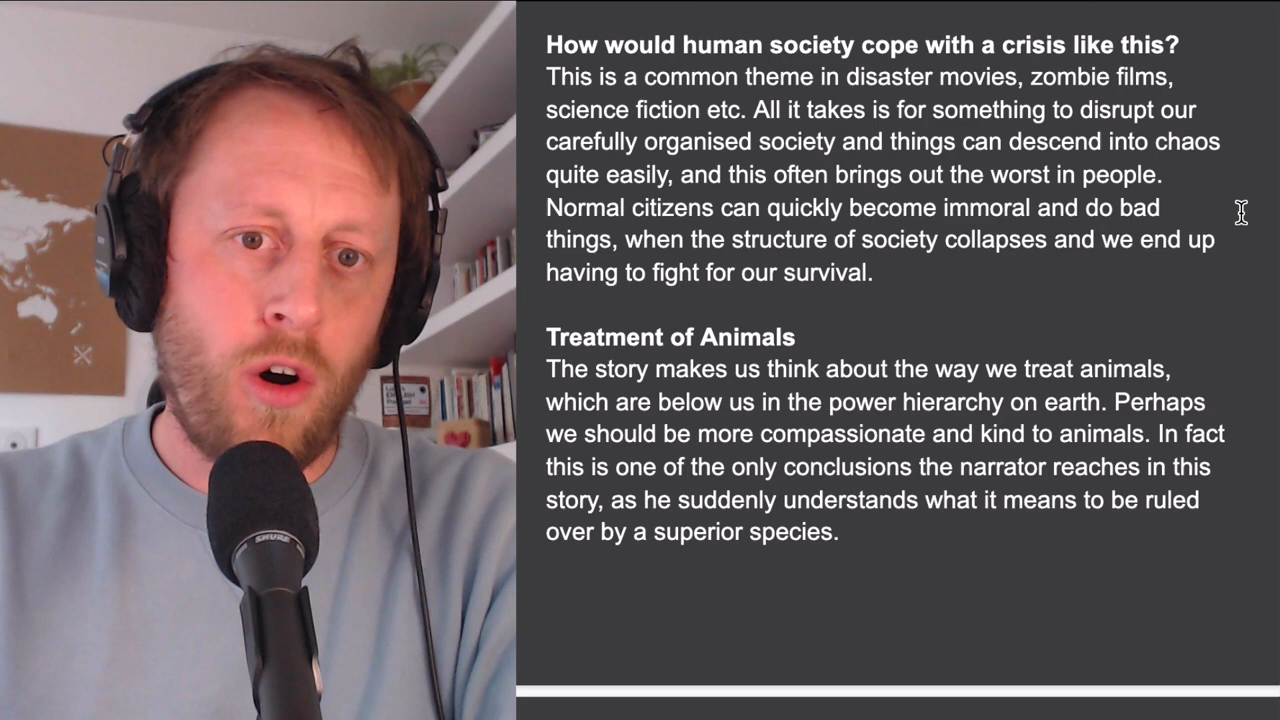 How would human society cope with a crisis like this?
This is a common theme in disaster movies, zombie films,
science fiction etc. All it takes is for something to disrupt our
carefully organised society and things can descend into chaos
quite easily, and this often brings out the worst in people.
Normal citizens can quickly become immoral and do bad
things, when the structure of society collapses and we end up
having to fight for our survival.
Treatment of Animals
The story makes us think about the way we treat animals,
which are below us in the power hierarchy on earth. Perhaps
we should be more compassionate and kind to animals. In fact
this is one of the only conclusions the narrator reaches in this
story, as he suddenly understands what it means to be ruled
over by a superior species.
SHURE